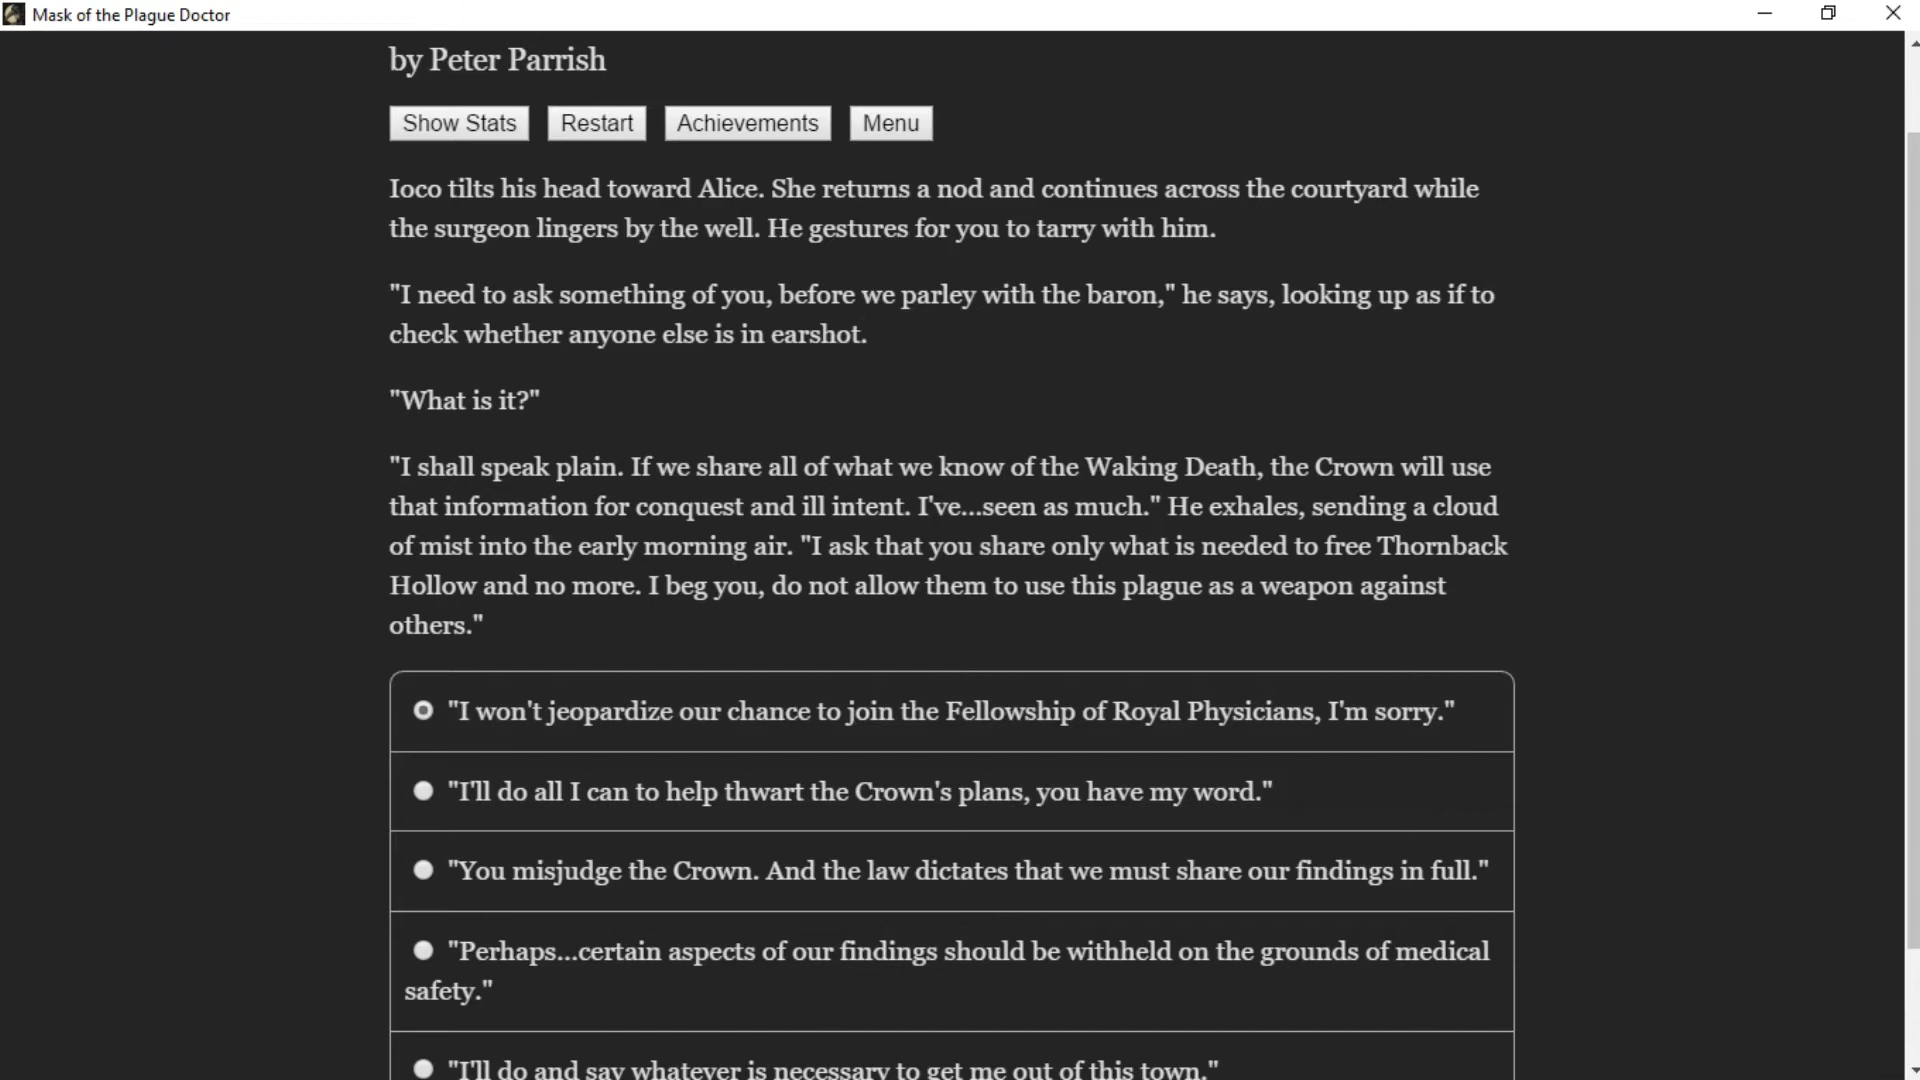 Mask of the Plague Doctor
by Peter Parrish
Show Stats Restart Achievements Menu
Ioco tilts his head toward Alice. She returns a nod and continues across the courtyard while
the surgeon lingers by the well. He gestures for you to tarry with him.
"I need to ask something of you, before we parley with the baron," he says, looking up as if to
check whether anyone else is in earshot.
"What is it?"
"I shall speak plain. If we share all of what we know of the Waking Death, the Crown will use
that information for conquest and ill intent. I've...seen as much." He exhales, sending a cloud
of mist into the early morning air. "I ask that you share only what is needed to free Thornback
Hollow and no more. I beg you, do not allow them to use this plague as a weapon against
others."
"I won't jeopardize our chance to join the Fellowship of Royal Physicians, I'm sorry."
"I'll do all I can to help thwart the Crown's plans, you have my word."
"You misjudge the Crown. And the law dictates that we must share our findings in full."
"Perhaps...certain aspects of our findings should be withheld on the grounds of medical
safety."
"I'll do and say whatever is necessary to get me out of this town."